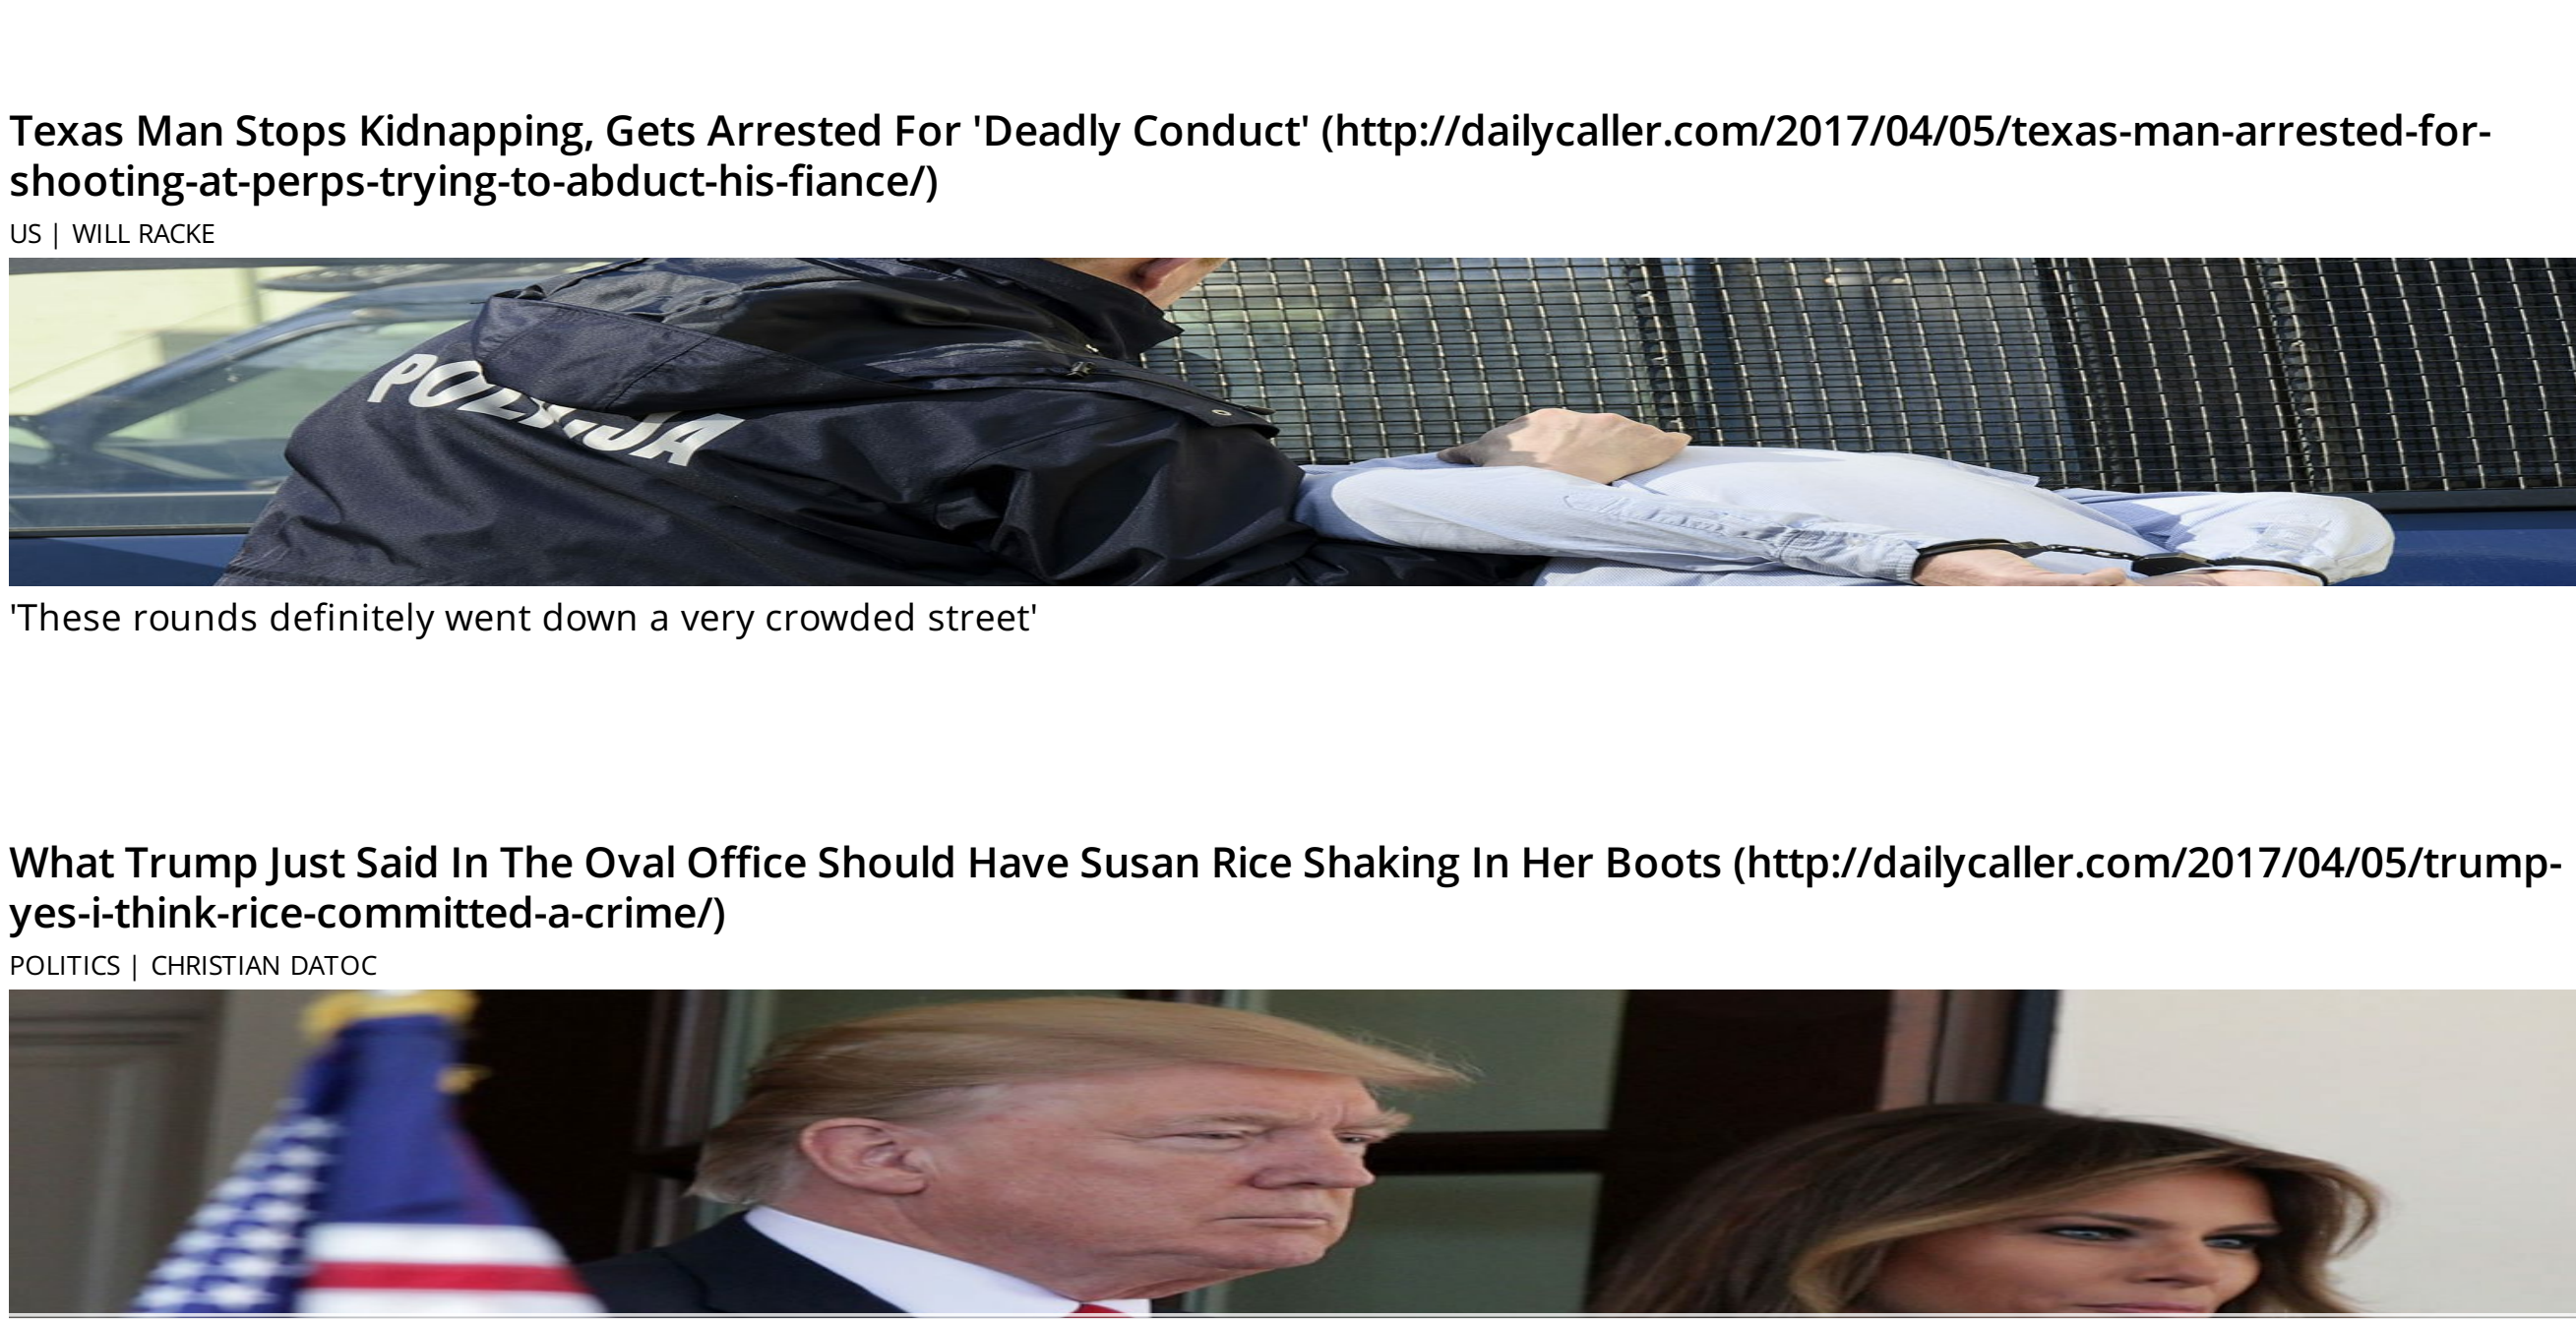 Texas Man Stops Kidnapping, Gets Arrested For 'Deadly Conduct' (http://dailycaller.com/2017/04/05/texas-man-arrested-for-
shooting-at-perps-trying-to-abduct-his-fiance/)
US | WILL RACKE
POLICIJA
'These rounds definitely went down a very crowded street'
What Trump Just Said In The Oval Office Should Have Susan Rice Shaking In Her Boots (http://dailycaller.com/2017/04/05/trump-
yes-i-think-rice-committed-a-crime/)
POLITICS | CHRISTIAN DATOC